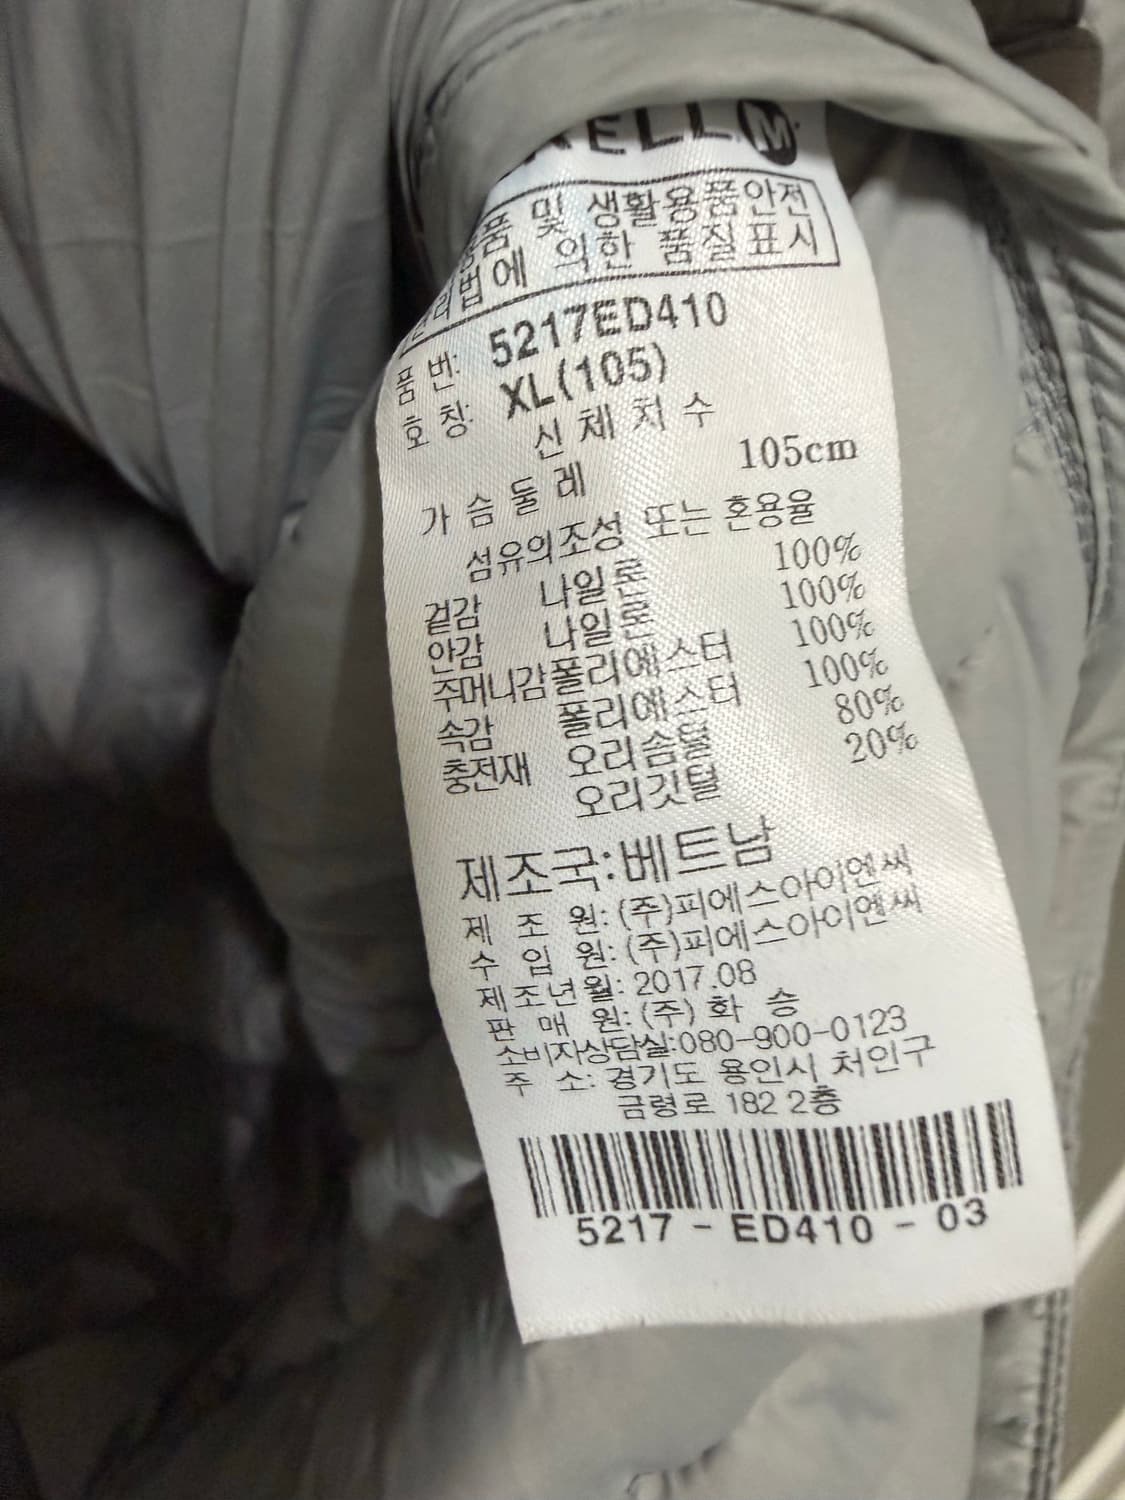 RELL M
용품 및 생활용품안전
관리법에 의한 품질표시
품 번: 5217ED410
호 칭: XL(105)
신 체 치 수
가 슴 둘 레 105cm
섬유의조성 또는 혼용율
겉감 나일론 100%
안감 나일론 100%
주머니감 폴리에스터 100%
속감 폴리에스터 100%
충전재 오리솜털 80%
오리깃털 20%
제조국:베트남
제 조 원: (주)피에스아이엔씨
수 입 원: (주)피에스아이엔씨
제조년월: 2017.08
판 매 원: (주) 화 승
소비자상담실:080-900-0123
주 소: 경기도 용인시 처인구
금령로 182 2층
5217 - ED410 - 03